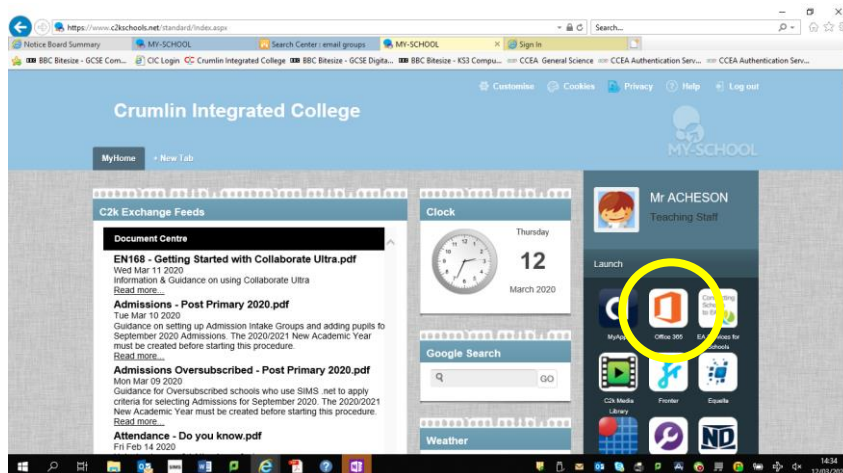 https://www.c2kschools.net/standard/index.aspx
Search...
Notice Board Summary
MY-SCHOOL
Search Center : email groups
MY-SCHOOL
Sign In
BBC Bitesize - GCSE Com...
CIC Login
Crumlin Integrated College
BBC Bitesize - GCSE Digita...
BBC Bitesize - KS3 Compu...
CCEA General Science
CCEA Authentication Serv...
CCEA Authentication Serv...
Customise
Cookies
Privacy
Help
Log out
Crumlin Integrated College
MY-SCHOOL
MyHome
+ New Tab
C2k Exchange Feeds
Document Centre
EN168 - Getting Started with Collaborate Ultra.pdf
Wed Mar 11 2020
Information & Guidance on using Collaborate Ultra
Read more...
Admissions - Post Primary 2020.pdf
Tue Mar 10 2020
Guidance on setting up Admission Intake Groups and adding pupils fo
September 2020 Admissions. The 2020/2021 New Academic Year
must be created before starting this procedure.
Read more...
Admissions Oversubscribed - Post Primary 2020.pdf
Mon Mar 09 2020
Guidance for Oversubscribed schools who use SIMS .net to apply
criteria for selecting Admissions for September 2020. The 2020/2021
New Academic Year must be created before starting this procedure.
Read more...
Attendance - Do you know.pdf
Fri Feb 14 2020
Clock
Thursday
12
March 2020
Google Search
GO
Weather
Mr ACHESON
Teaching Staff
Launch
MyApps
Office 365
EA Services for
Schools
C2k Media
Library
Fronter
Equella
ND
14:34
12/03/202